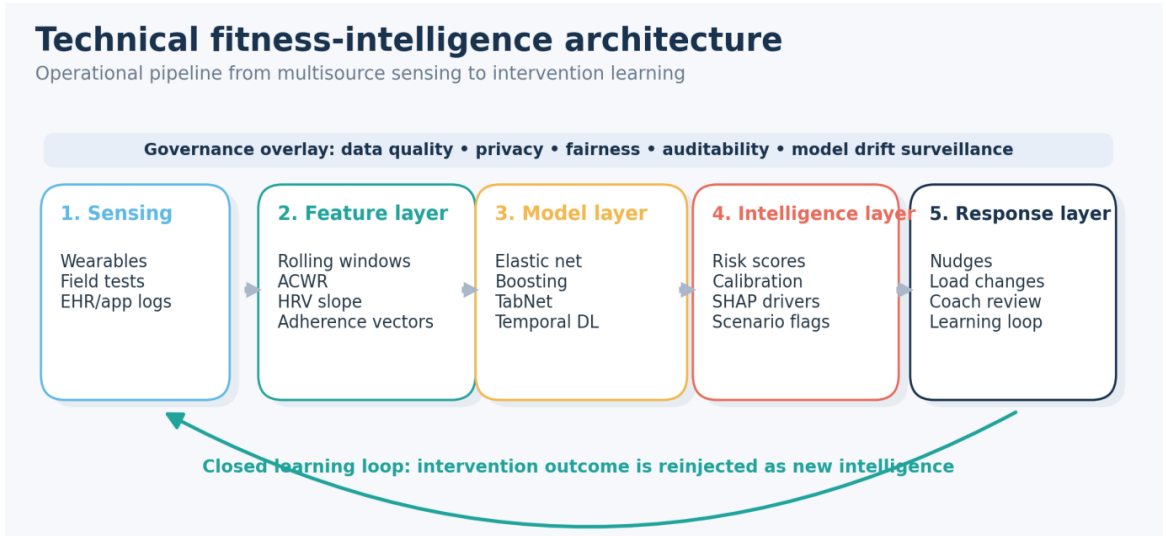 Technical fitness-intelligence architecture
Operational pipeline from multisource sensing to intervention learning
Governance overlay: data quality • privacy • fairness • auditability • model drift surveillance
1. Sensing
Wearables
Field tests
EHR/app logs
2. Feature layer
Rolling windows
ACWR
HRV slope
Adherence vectors
3. Model layer
Elastic net
Boosting
TabNet
Temporal DL
4. Intelligence layer
Risk scores
Calibration
SHAP drivers
Scenario flags
5. Response layer
Nudges
Load changes
Coach review
Learning loop
Closed learning loop: intervention outcome is reinjected as new intelligence